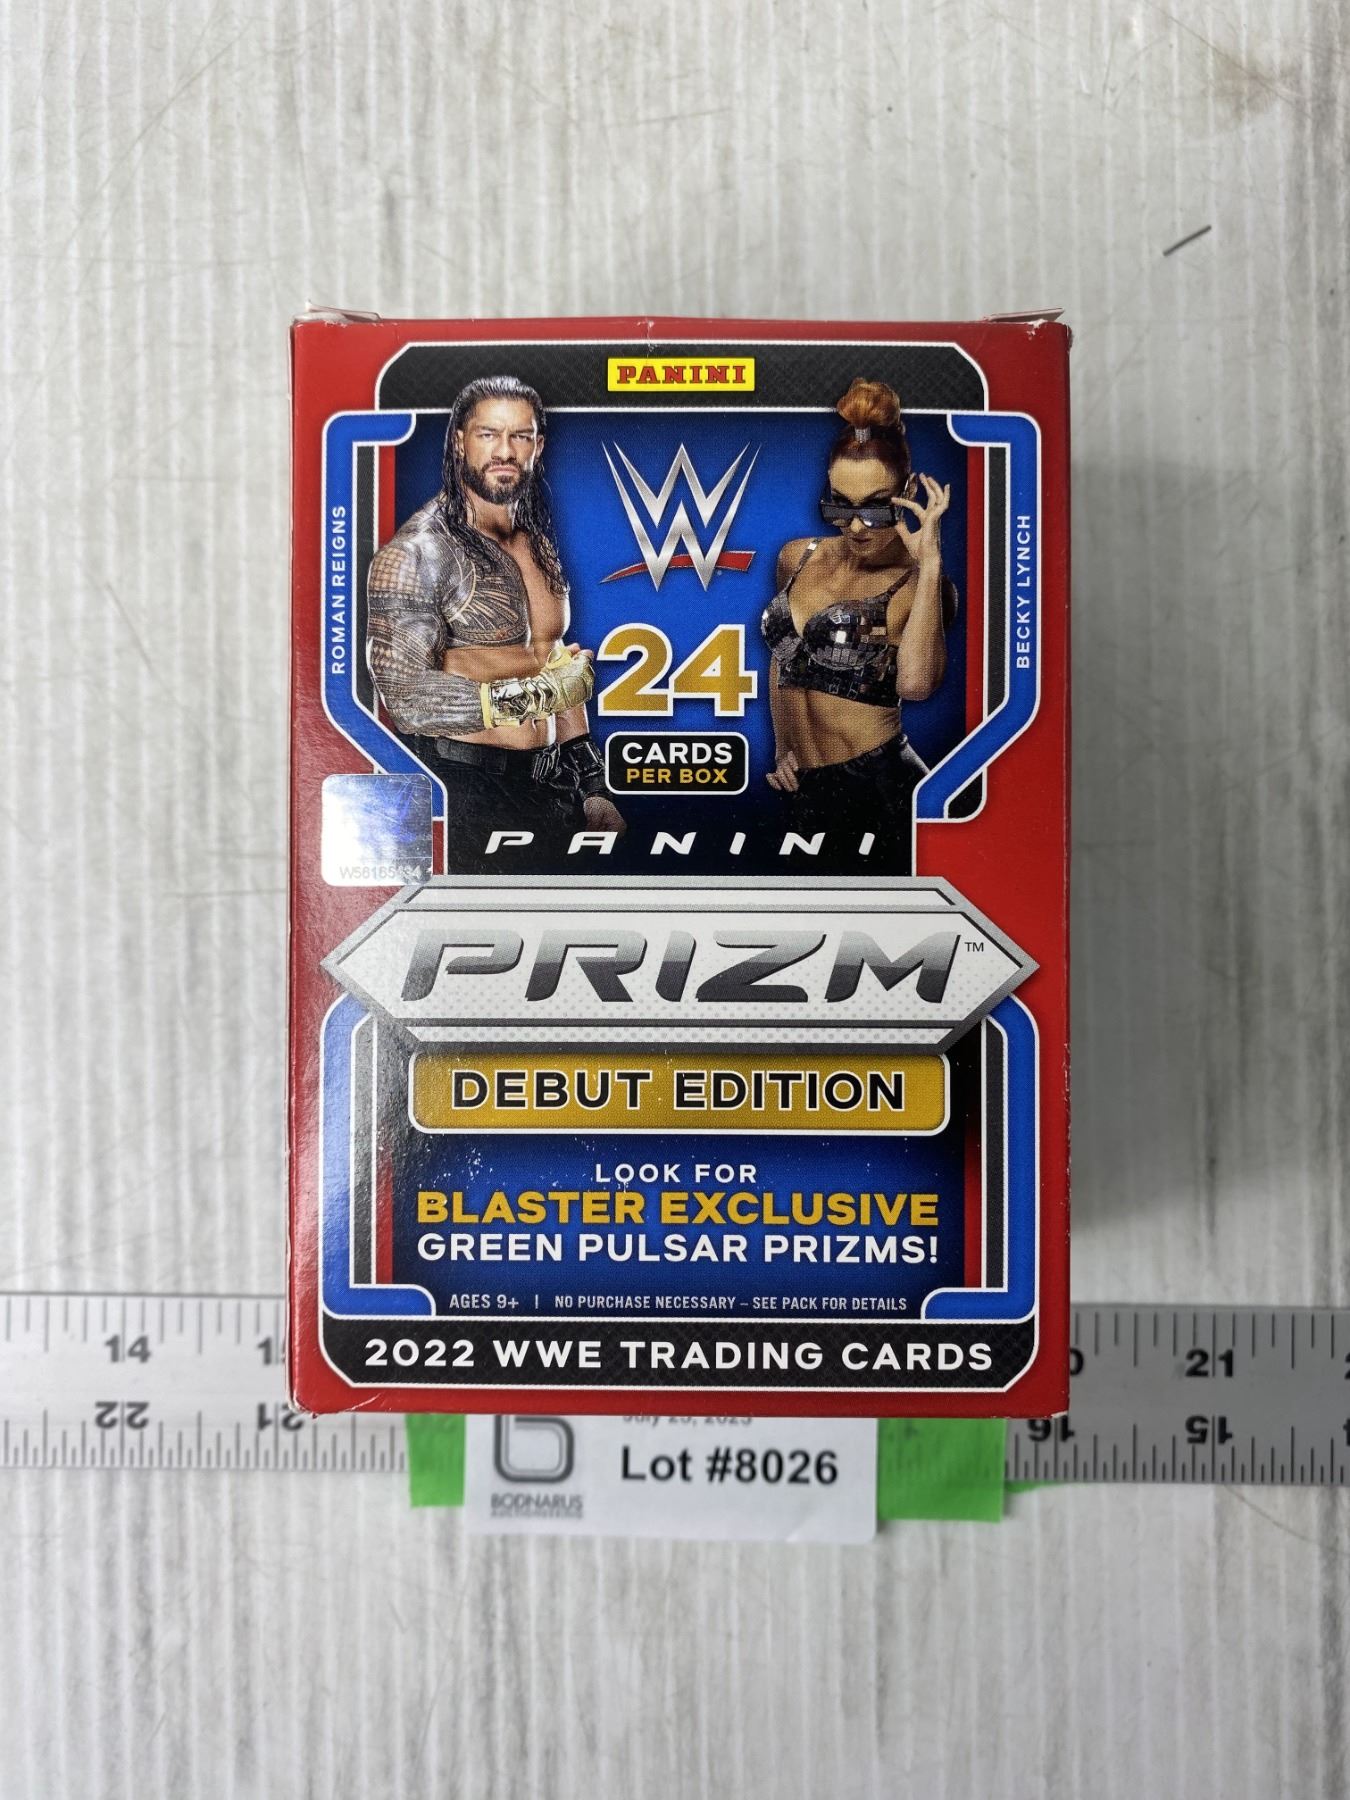 PANINI
W
ROMAN REIGNS
BECKY LYNCH
24
CARDS
PER BOX
PANINI
PRIZM™
DEBUT EDITION
LOOK FOR
BLASTER EXCLUSIVE
GREEN PULSAR PRIZMS!
AGES 9+ | NO PURCHASE NECESSARY – SEE PACK FOR DETAILS
2022 WWE TRADING CARDS
14
21
22
16
15
Lot #8026
BODNARUS
AUCTIONEERING